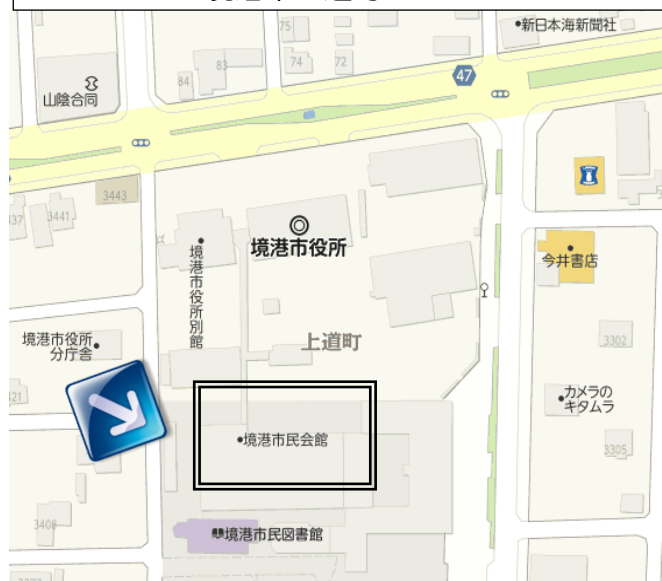 75
•新日本海新聞社
83
74
72
84
47
山陰合同
3443
3441
37
境港市役所
境港市役所別館
今井書店
境港市役所
分庁舎
上道町
3302
21
カメラの
キタムラ
境港市民会館
3305
3408
境港市民図書館